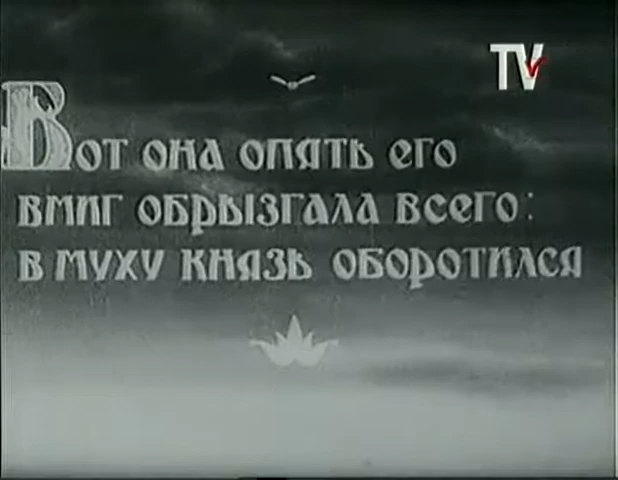 TV
Вот она опять его
вмиг обрызгала всего:
в муху князь оборотился